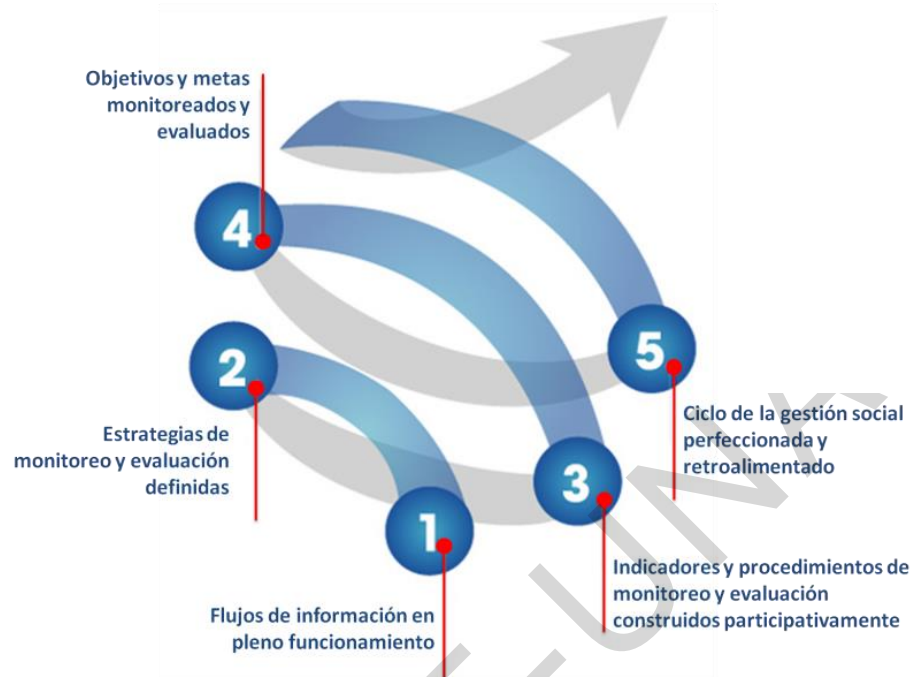 Objetivos y metas
monitoreados y
evaluados
4
2
5
Estrategias de
monitoreo y evaluación
definidas
Ciclo de la gestión social
perfeccionada y
retroalimentado
3
1
Indicadores y procedimientos de
monitoreo y evaluación
construidos participativamente
Flujos de información en
pleno funcionamiento